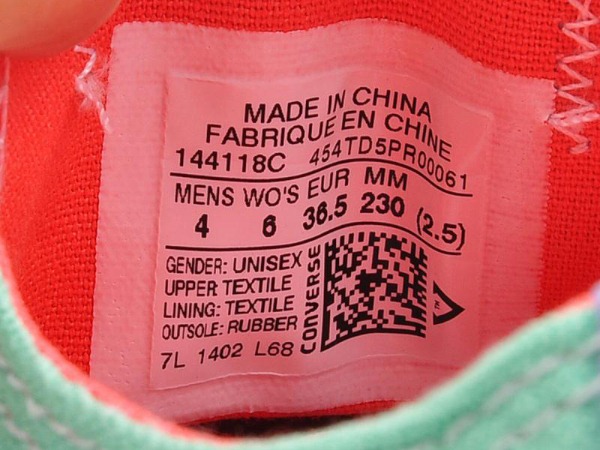 MADE IN CHINA
FABRIQUE EN CHINE
144118C 454TD5PR00061
MENS WO'S EUR MM
4 6 36.5 230 (2.5)
GENDER: UNISEX
UPPER: TEXTILE
LINING: TEXTILE
OUTSOLE: RUBBER
7L 1402 L68
CONVERSE